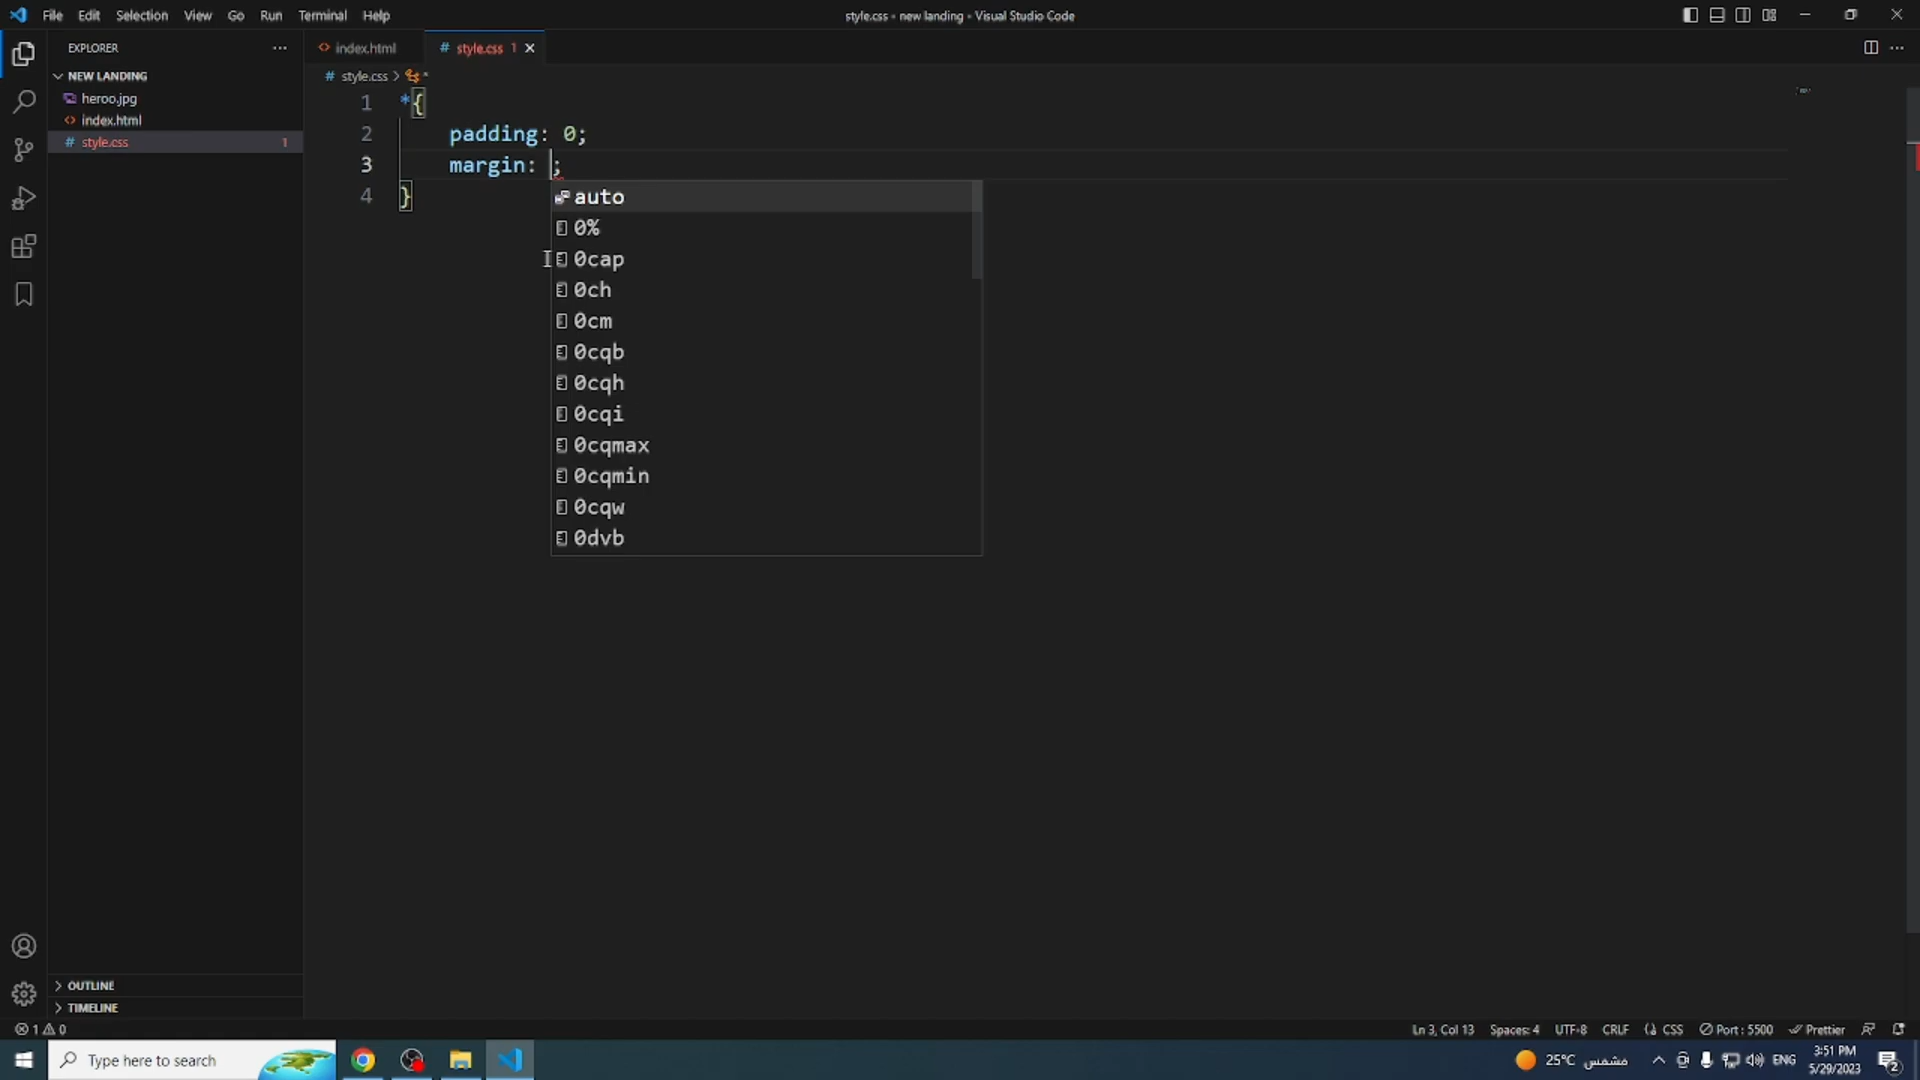 File Edit Selection View Go Run Terminal Help
style.css - new landing - Visual Studio Code
EXPLORER
NEW LANDING
heroo.jpg
index.html
style.css 1
OUTLINE
TIMELINE
index.html
style.css 1
style.css > *
1 *{
2 padding: 0;
3 margin: ;
4 }
auto
0%
0cap
0ch
0cm
0cqb
0cqh
0cqi
0cqmax
0cqmin
0cqw
0dvb
1 0
Ln 3, Col 13 Spaces: 4 UTF-8 CRLF CSS Port : 5500 Prettier
Type here to search
25°C مشمس
ENG
3:51 PM
5/29/2023
2